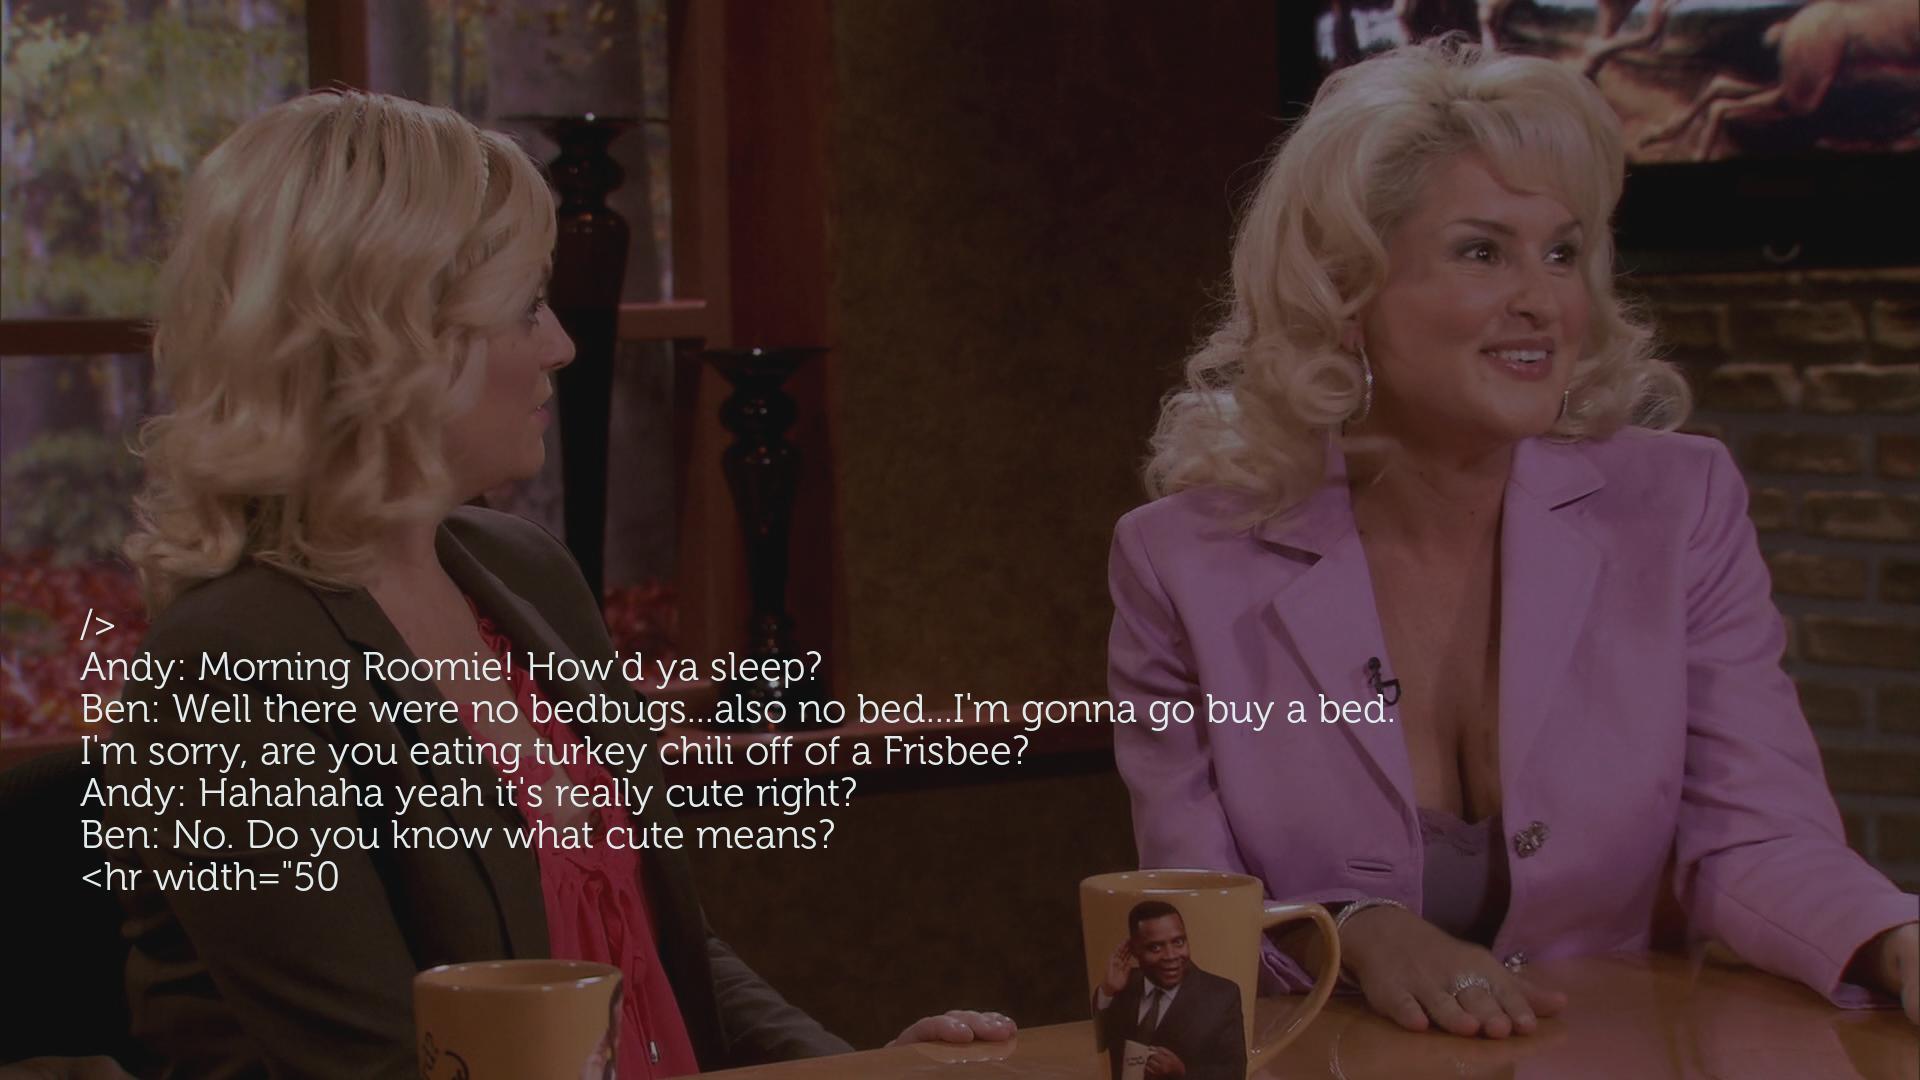 />
Andy: Morning Roomie! How'd ya sleep?
Ben: Well there were no bedbugs...also no bed...I'm gonna go buy a bed.
I'm sorry, are you eating turkey chili off of a Frisbee?
Andy: Hahahaha yeah it's really cute right?
Ben: No. Do you know what cute means?
<hr width="50